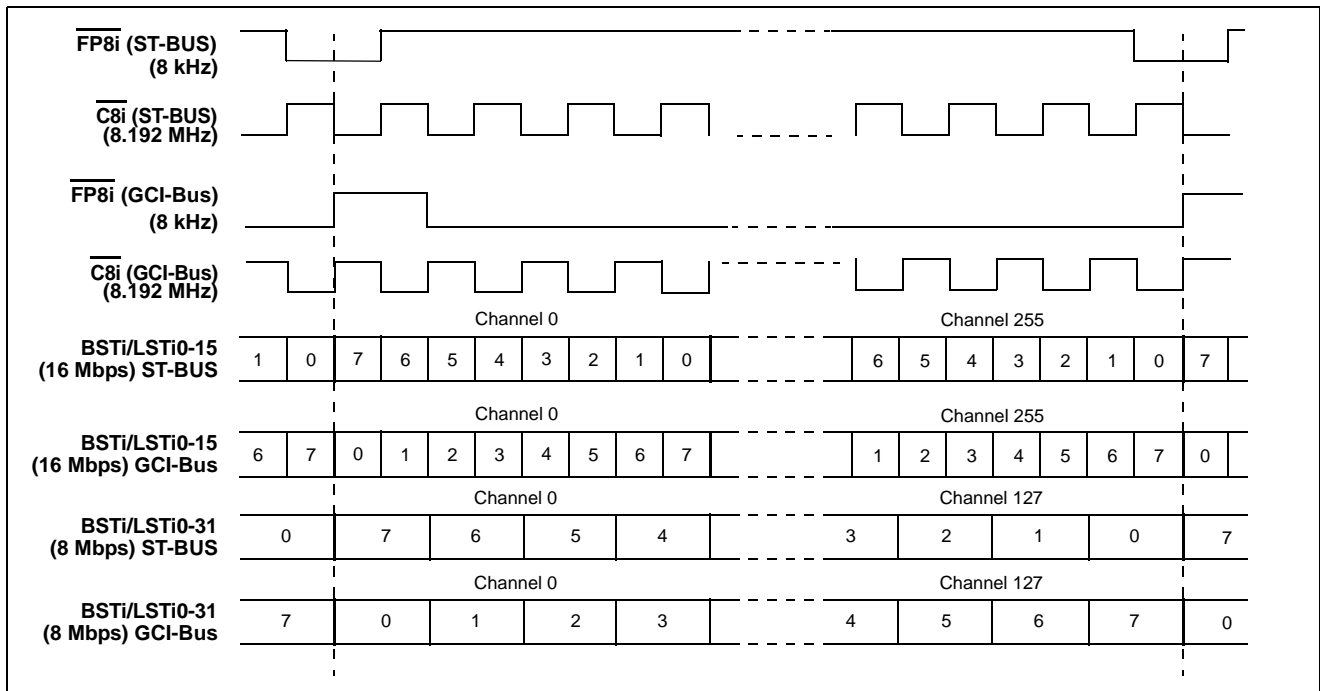 FP8i (ST-BUS)
(8 kHz)
C8i (ST-BUS)
(8.192 MHz)
FP8i (GCI-Bus)
(8 kHz)
C8i (GCI-Bus)
(8.192 MHz)
Channel 0 Channel 255
BSTi/LSTi0-15
(16 Mbps) ST-BUS
1 0 7 6 5 4 3 2 1 0 6 5 4 3 2 1 0 7
Channel 0 Channel 255
BSTi/LSTi0-15
(16 Mbps) GCI-Bus
6 7 0 1 2 3 4 5 6 7 1 2 3 4 5 6 7 0
Channel 0 Channel 127
BSTi/LSTi0-31
(8 Mbps) ST-BUS
0 7 6 5 4 3 2 1 0 7
Channel 0 Channel 127
BSTi/LSTi0-31
(8 Mbps) GCI-Bus
7 0 1 2 3 4 5 6 7 0